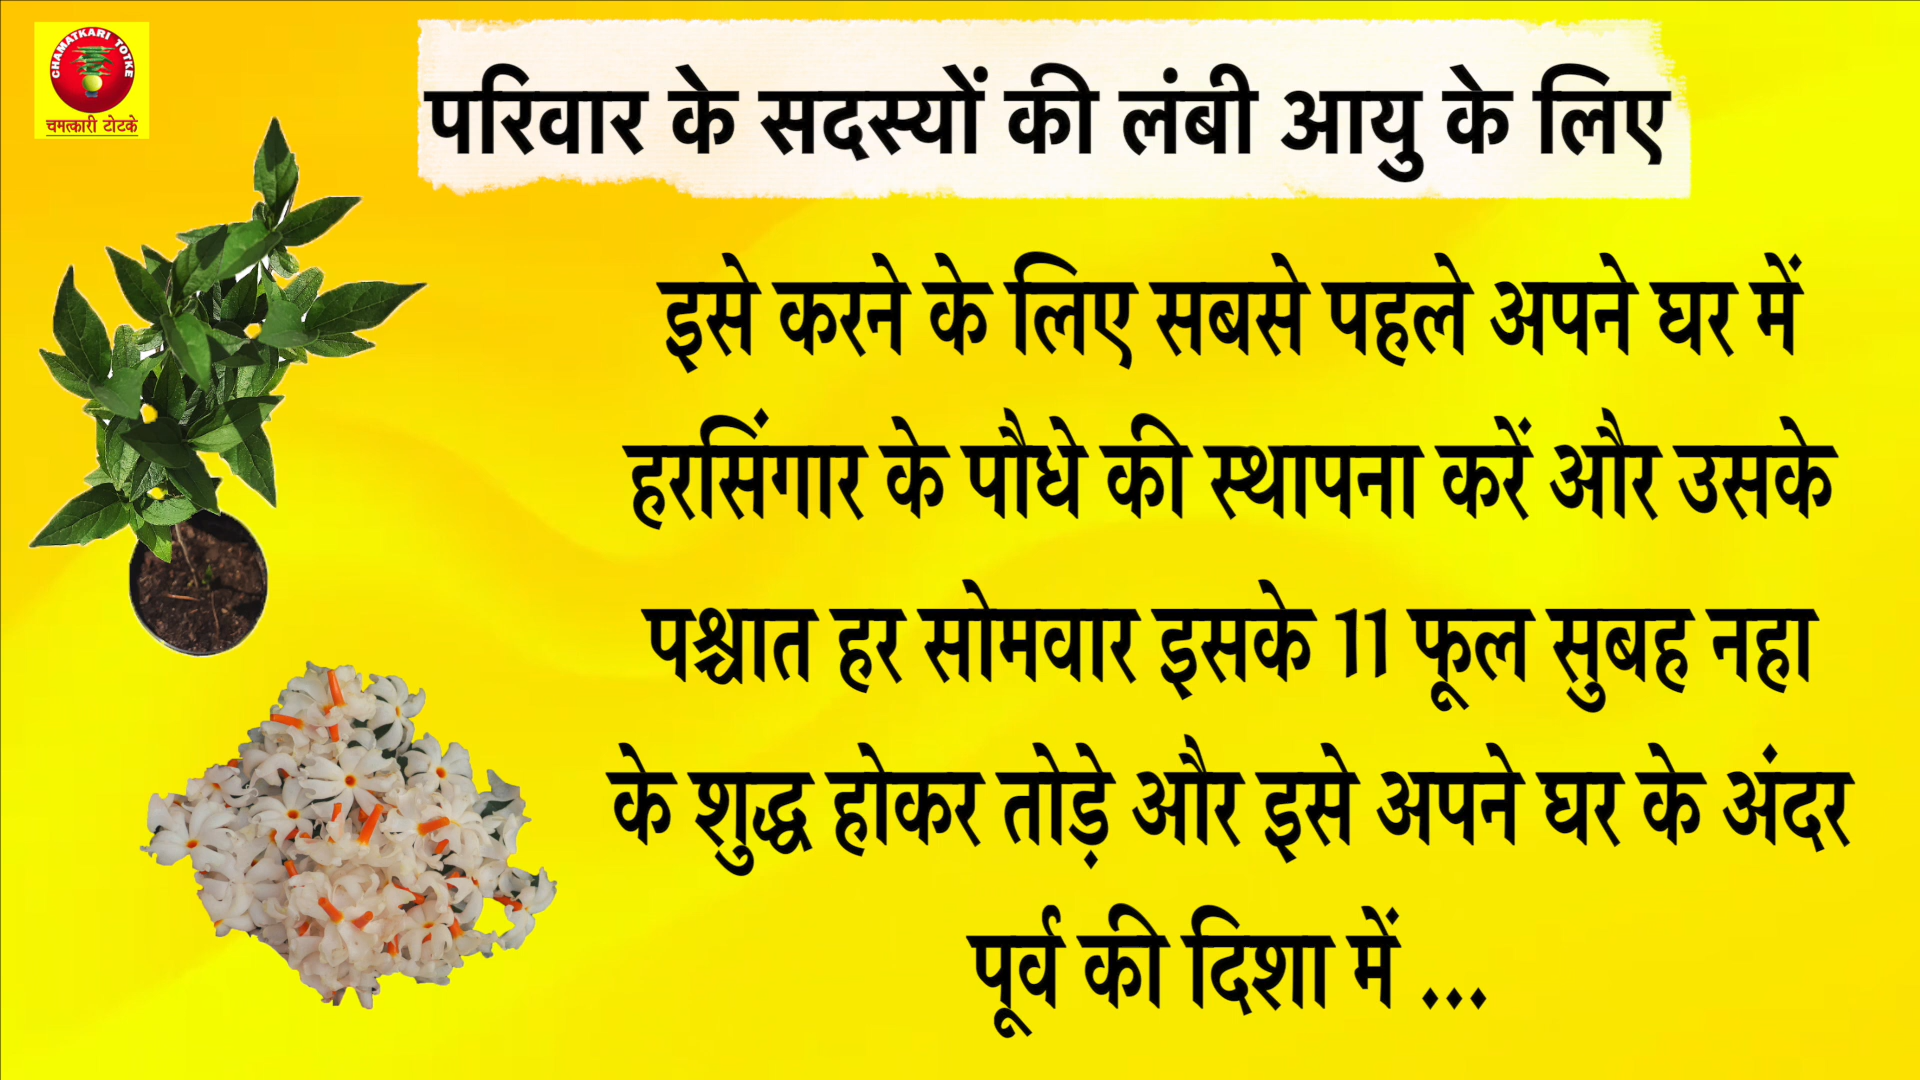 CHAMATKARI TOTKE
चमत्कारी टोटके
परिवार के सदस्यों की लंबी आयु के लिए
इसे करने के लिए सबसे पहले अपने घर में
हरसिंगार के पौधे की स्थापना करें और उसके
पश्चात हर सोमवार इसके 11 फूल सुबह नहा
के शुद्ध होकर तोड़े और इसे अपने घर के अंदर
पूर्व की दिशा में ...